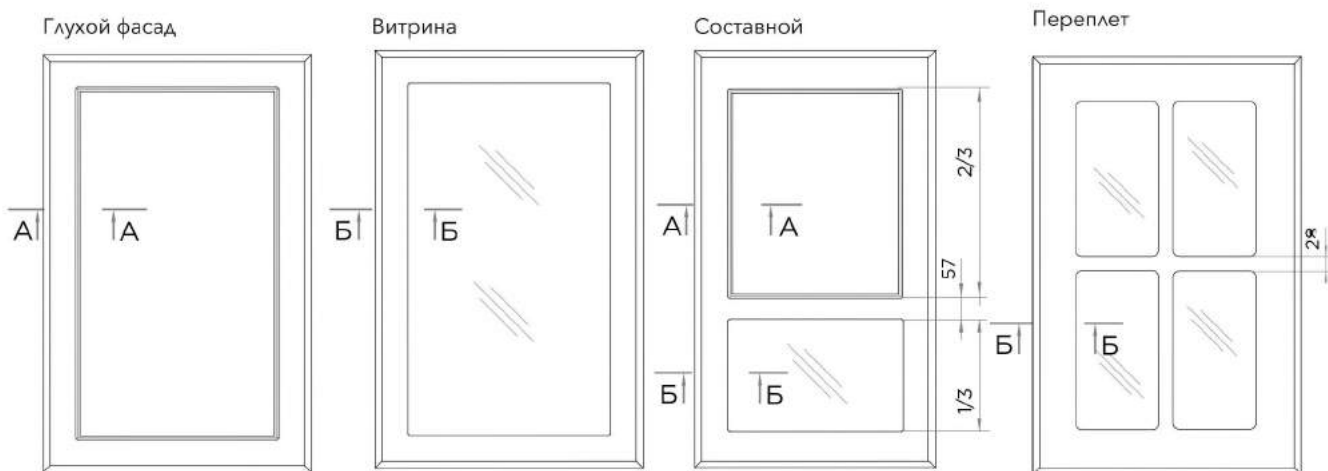 Глухой фасад
Витрина
Составной
Переплет
А А
Б Б
А А
2/3
57
Б Б
1/3
28
Б Б